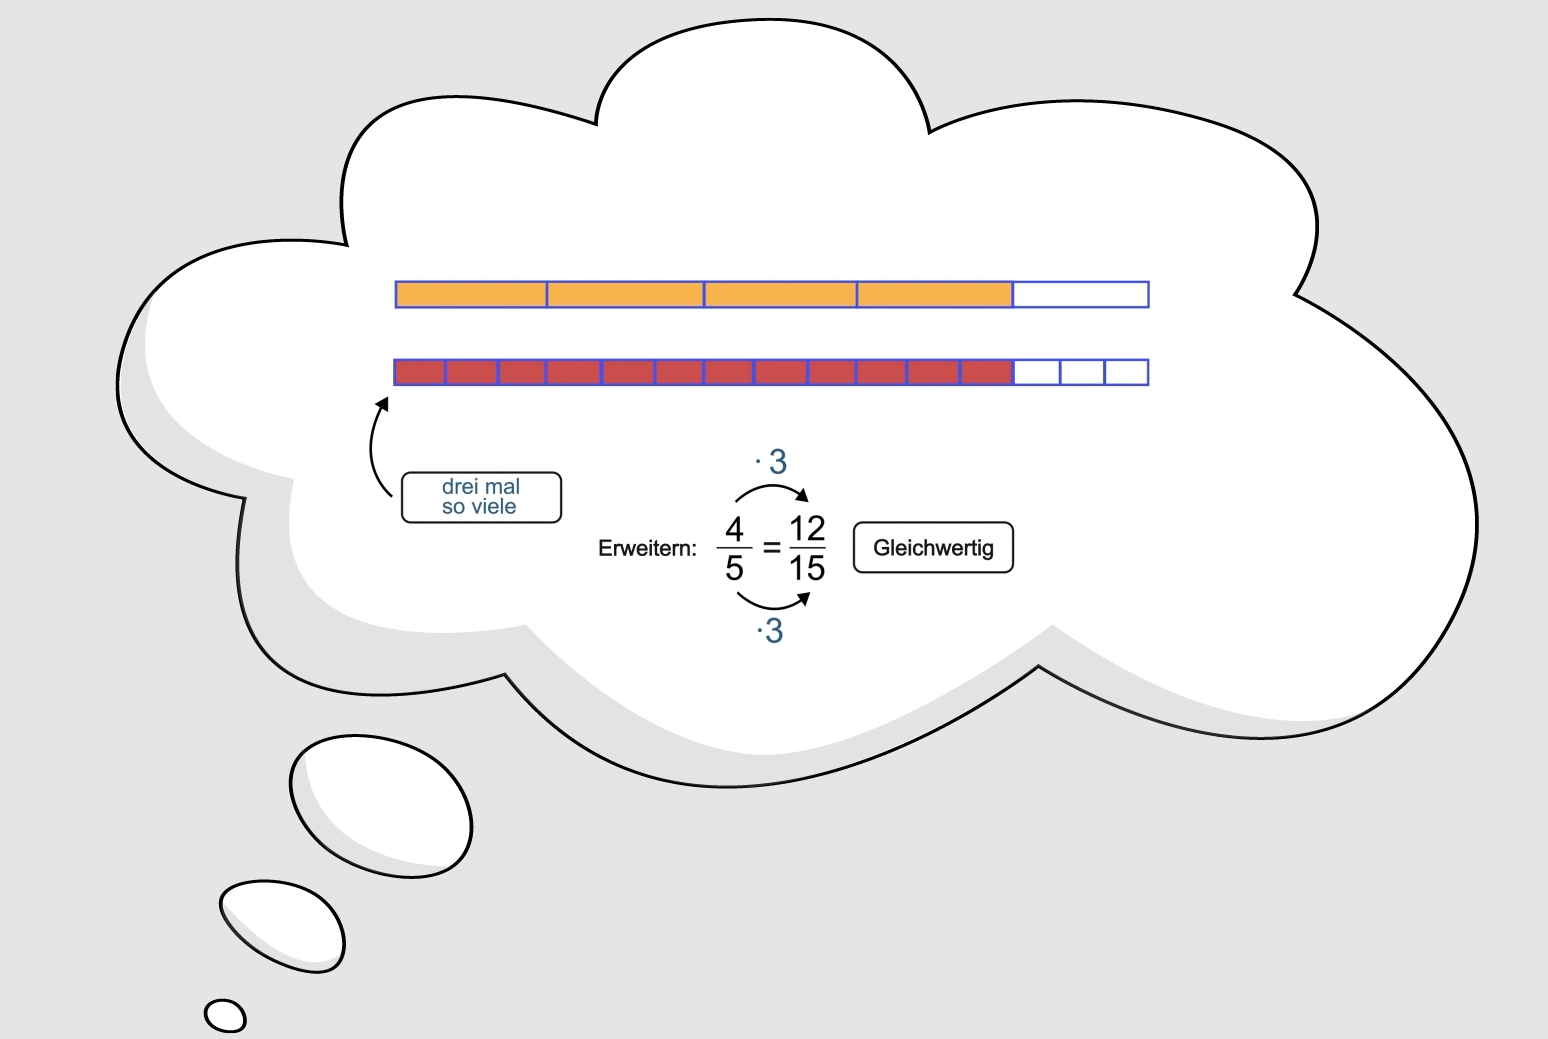 drei mal
so viele
· 3
Erweitern: 4/5 = 12/15 Gleichwertig
·3